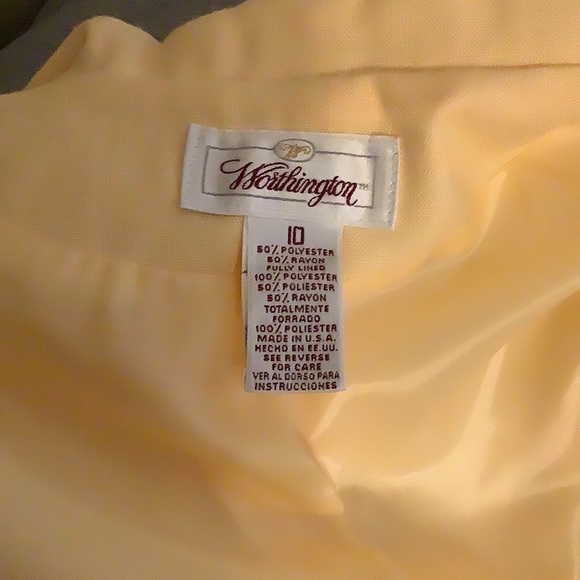 Worthington™
10
50% POLYESTER
50% RAYON
FULLY LINED
100% POLYESTER
50% POLIESTER
50% RAYON
TOTALMENTE
FORRADO
100% POLIESTER
MADE IN U.S.A.
HECHO EN EE.UU.
SEE REVERSE
FOR CARE
VER AL DORSO PARA
INSTRUCCIONES